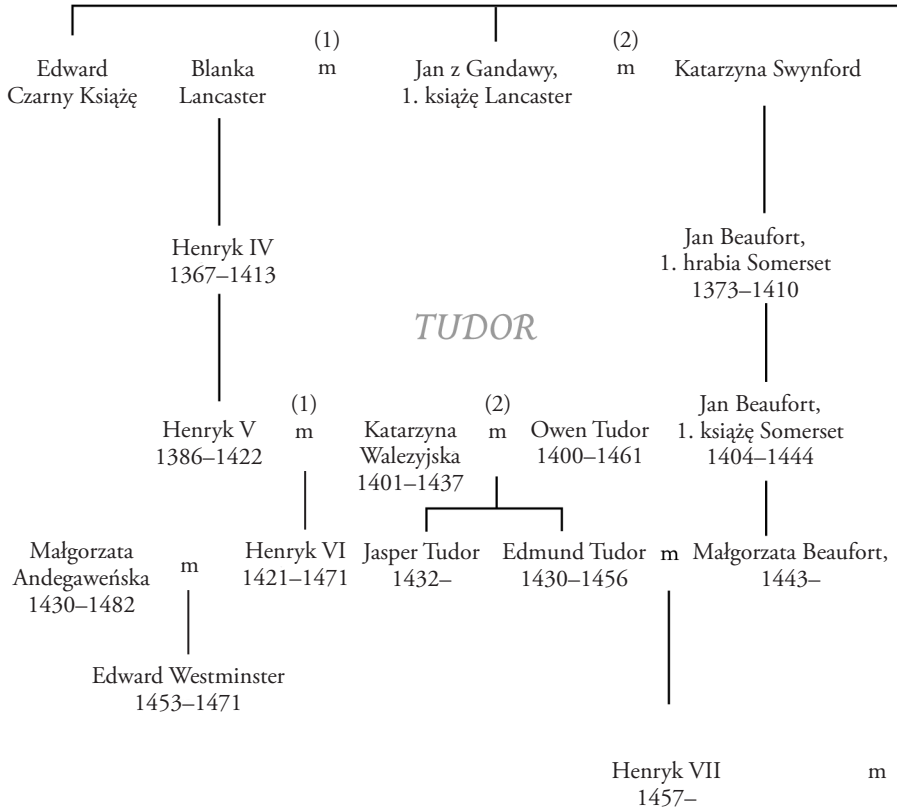 (1)
(2)
Edward
Czarny Książę
Blanka
Lancaster
m
Jan z Gandawy,
1. książę Lancaster
m
Katarzyna Swynford
Henryk IV
1367–1413
Jan Beaufort,
1. hrabia Somerset
1373–1410
TUDOR
(1)
(2)
Henryk V
1386–1422
m
Katarzyna
Walezyjska
1401–1437
m
Owen Tudor
1400–1461
Jan Beaufort,
1. książę Somerset
1404–1444
Małgorzata
Andegaweńska
1430–1482
m
Henryk VI
1421–1471
Jasper Tudor
1432–
Edmund Tudor
1430–1456
m
Małgorzata Beaufort,
1443–
Edward Westminster
1453–1471
Henryk VII
1457–
m